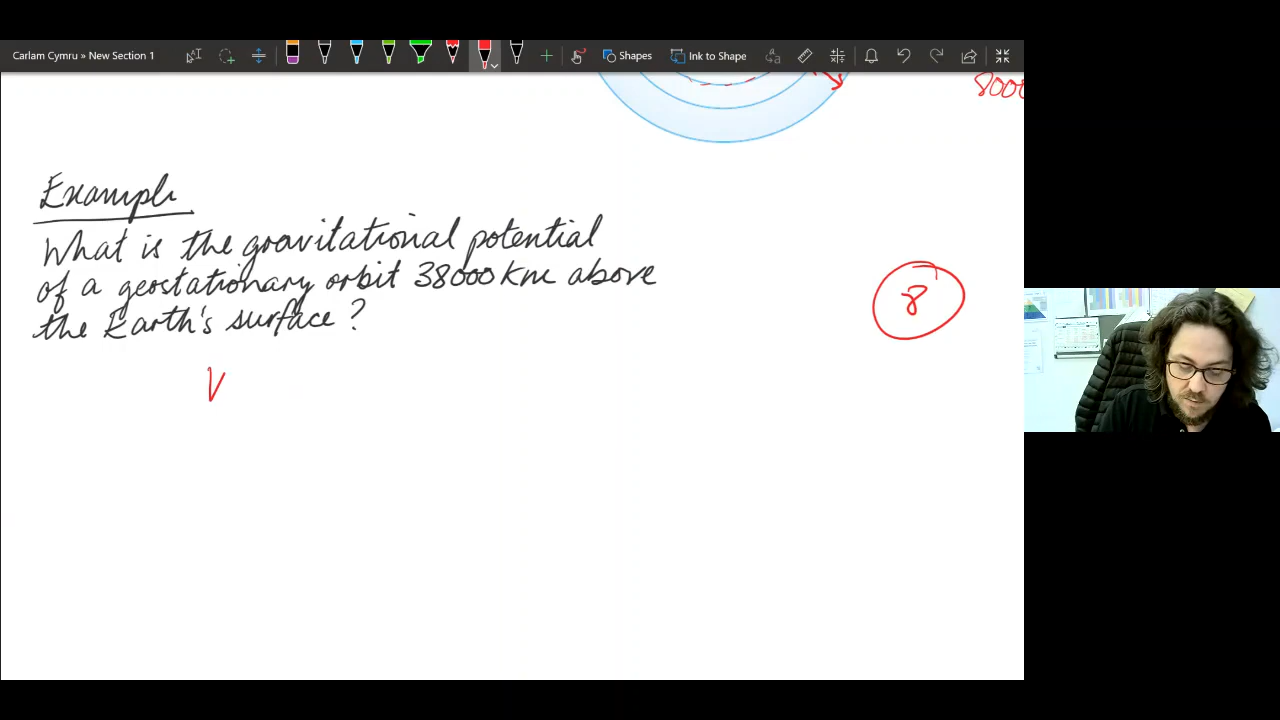 Carlam Cymru » New Section 1
Shapes
Ink to Shape
8000
Example
What is the gravitational potential
of a geostationary orbit 38000 km above
the Earth's surface?
8
V